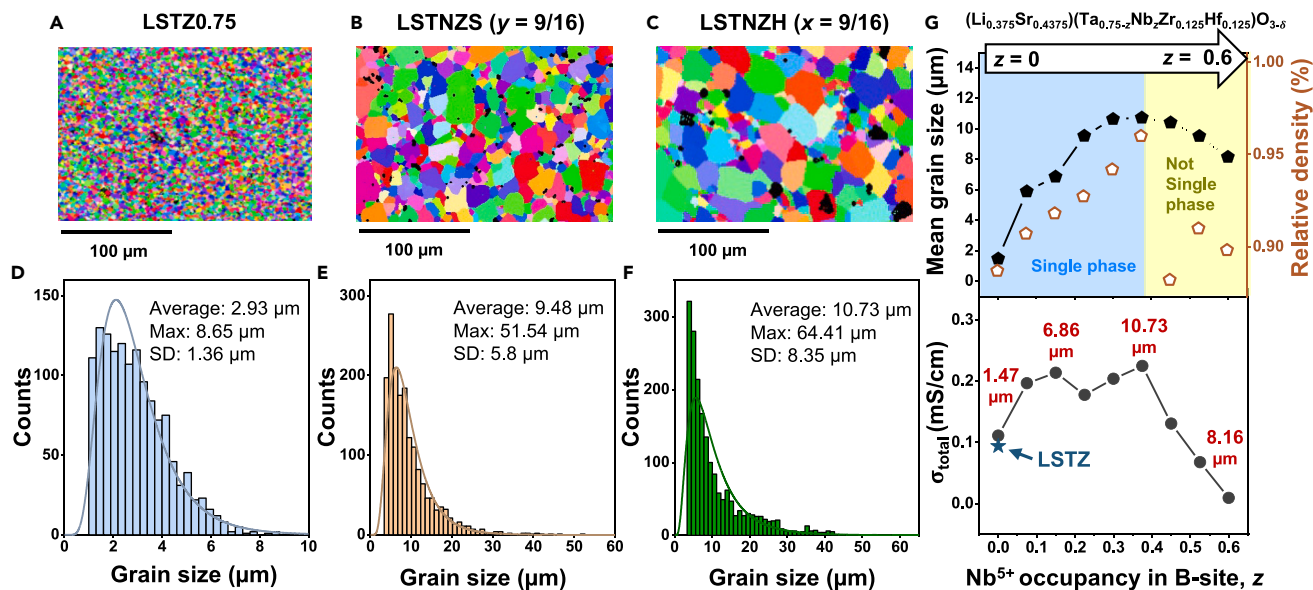 A
LSTZ0.75
100 µm
B
LSTNZS (y = 9/16)
100 µm
C
LSTNZH (x = 9/16)
100 µm
D
Average: 2.93 µm
Max: 8.65 µm
SD: 1.36 µm
150
100
50
0
Counts
0 2 4 6 8 10
Grain size (µm)
E
Average: 9.48 µm
Max: 51.54 µm
SD: 5.8 µm
300
200
100
0
Counts
0 10 20 30 40 50 60
Grain size (µm)
F
Average: 10.73 µm
Max: 64.41 µm
SD: 8.35 µm
300
200
100
0
Counts
0 10 20 30 40 50 60
Grain size (µm)
G
(Li0.375Sr0.4375)(Ta0.75-zNbzZr0.125Hf0.125)O3-δ
z = 0
z = 0.6
14
12
10
8
6
4
2
0
Mean grain size (µm)
1.00
0.95
0.90
Relative density (%)
Not
Single
phase
Single phase
0.3
0.2
0.1
0.0
σtotal (mS/cm)
1.47
µm
6.86
µm
10.73
µm
8.16
µm
LSTZ
0.0 0.1 0.2 0.3 0.4 0.5 0.6
Nb5+ occupancy in B-site, z